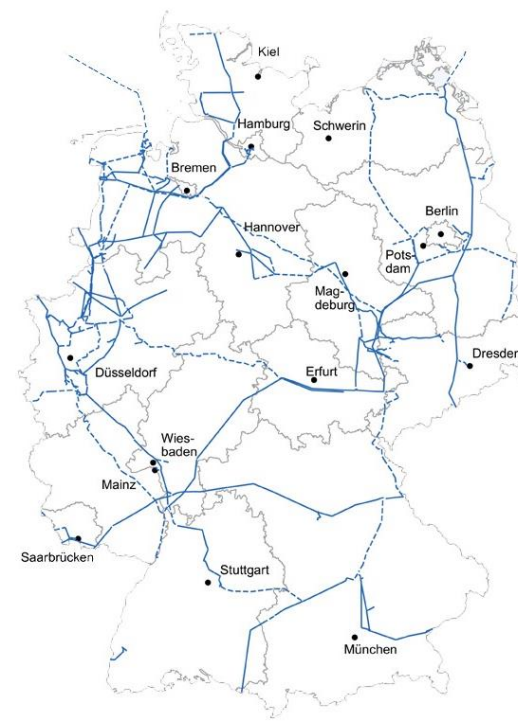 Kiel
Hamburg
Schwerin
Bremen
Berlin
Hannover
Pots-
dam
Mag-
deburg
Düsseldorf
Erfurt
Dresden
Wies-
baden
Mainz
Saarbrücken
Stuttgart
München